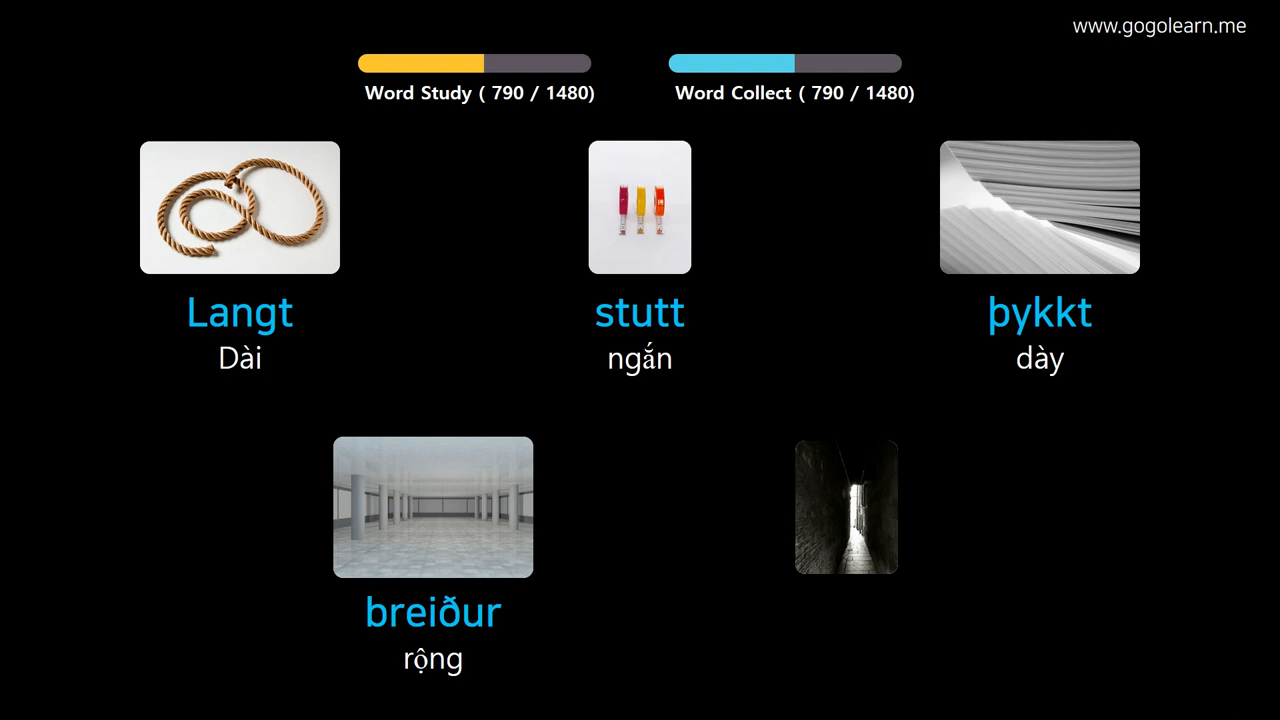 www.gogolearn.me
Word Study ( 790 / 1480)
Word Collect ( 790 / 1480)
Langt
Dài
stutt
ngắn
þykkt
dày
breiður
rộng